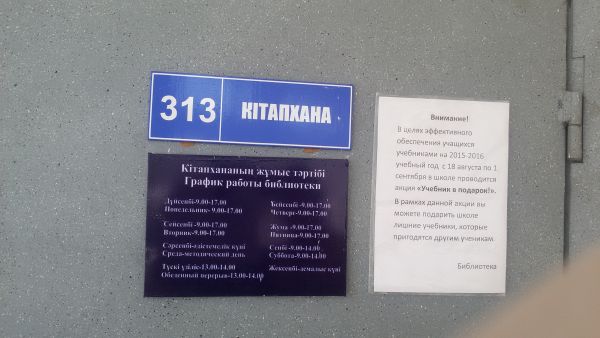 313 КІТАПХАНА
Кітапхананың жұмыс тәртібі
График работы библиотеки
Дүйсенбі-9.00-17.00
Понедельник- 9.00-17.00
Сейсенбі-9.00-17.00
Вторник-9.00-17.00
Сәрсенбі-әдістемелік күні
Среда-методический день
Түскі үзіліс-13.00-14.00
Обеденный перерыв-13.00-14.00
Бейсенбі -9.00-17.00
Четверг-9.00-17.00
Жұма -9.00-17.00
Пятница-9.00-17.00
Сенбі -9.00-14.00
Суббота-9.00-14.00
Жексенбі-демалыс күні
Внимание!
В целях эффективного
обеспечения учащихся
учебниками на 2015-2016
учебный год с 18 августа по 1
сентября в школе проводится
акция «Учебник в подарок!».
В рамках данной акции вы
можете подарить школе
лишние учебники, которые
пригодятся другим ученикам.
Библиотека